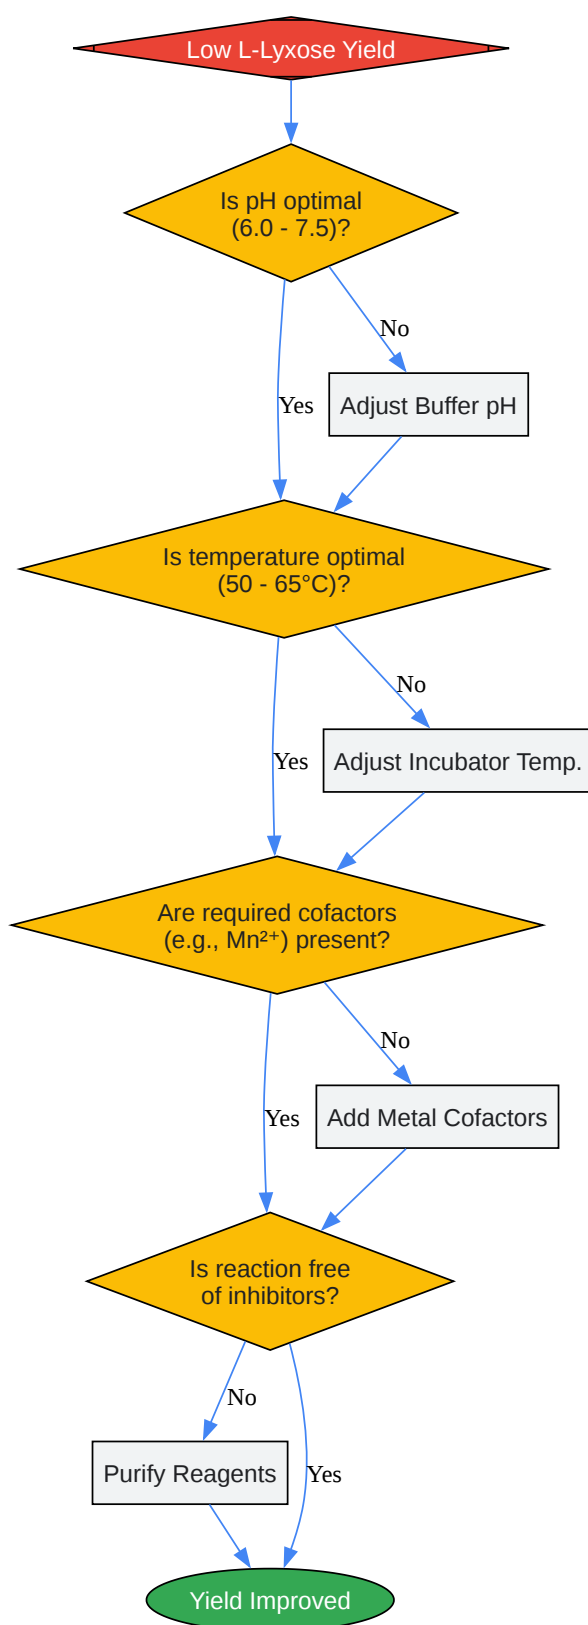 Low L-Lyxose Yield
Is pH optimal
(6.0 - 7.5)?
No
Yes
Adjust Buffer pH
Is temperature optimal
(50 - 65°C)?
No
Yes
Adjust Incubator Temp.
Are required cofactors
(e.g., Mn²⁺) present?
No
Yes
Add Metal Cofactors
Is reaction free
of inhibitors?
No
Purify Reagents
Yes
Yield Improved